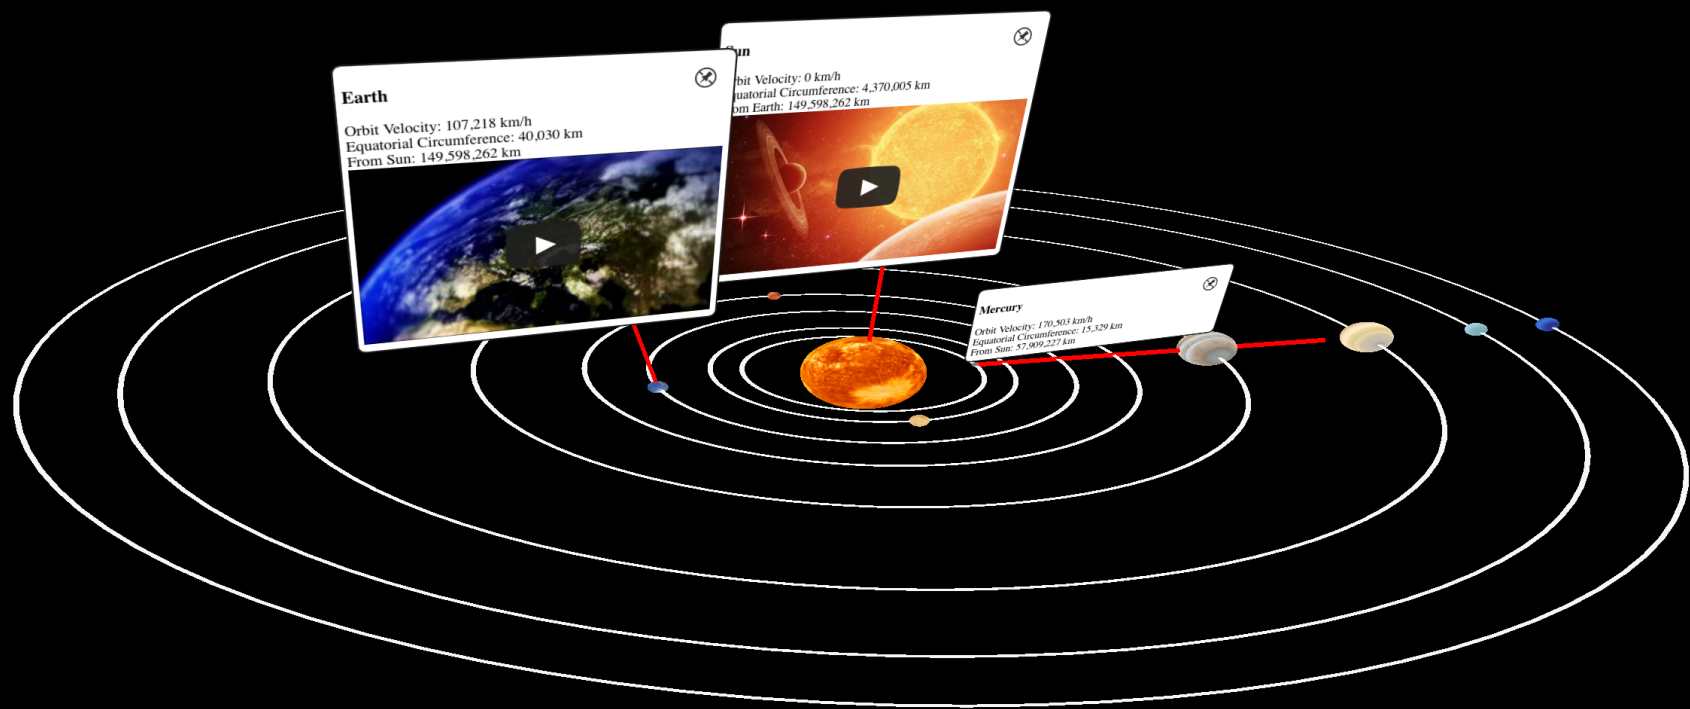 Earth
Orbit Velocity: 107,218 km/h
Equatorial Circumference: 40,030 km
From Sun: 149,598,262 km
un
rbit Velocity: 0 km/h
quatorial Circumference: 4,370,005 km
om Earth: 149,598,262 km
Mercury
Orbit Velocity: 170,503 km/h
Equatorial Circumference: 15,329 km
From Sun: 57,909,227 km